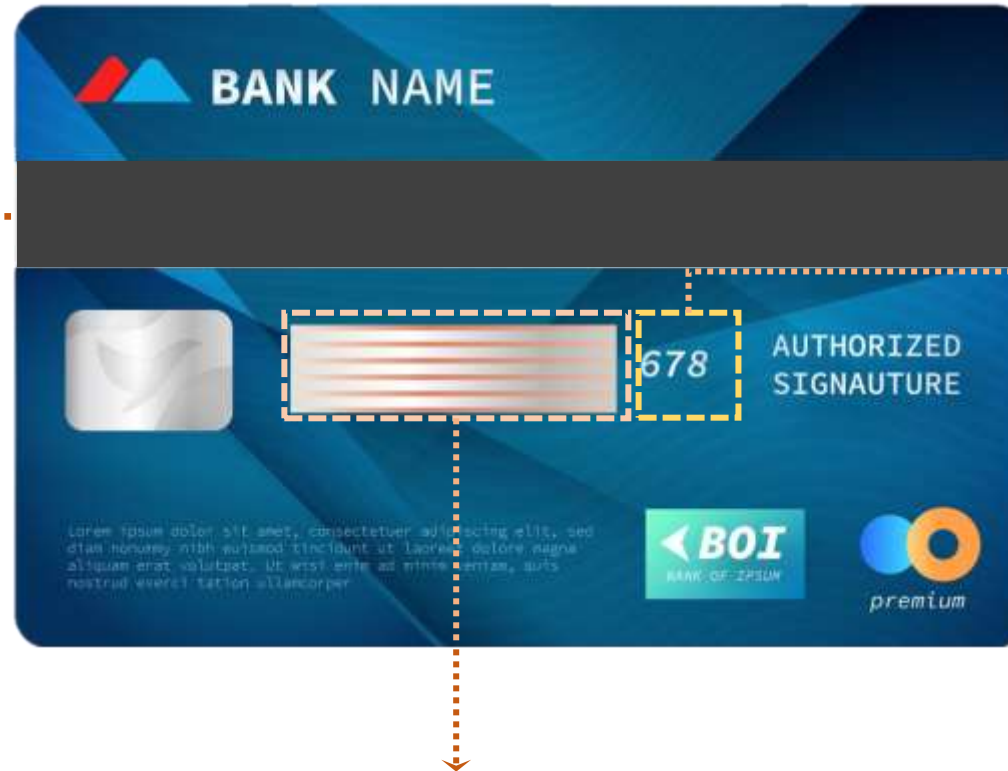 BANK NAME
678
AUTHORIZED
SIGNAUTURE
Lorem ipsum dolor sit amet, consectetuer adipiscing elit, sed
diam nonummy nibh euismod tincidunt ut laoreet dolore magna
aliquam erat volutpat. Ut wisi enim ad minim veniam, quis
nostrud exerci tation ullamcorper
BOI
BANK OF IPSUM
premium